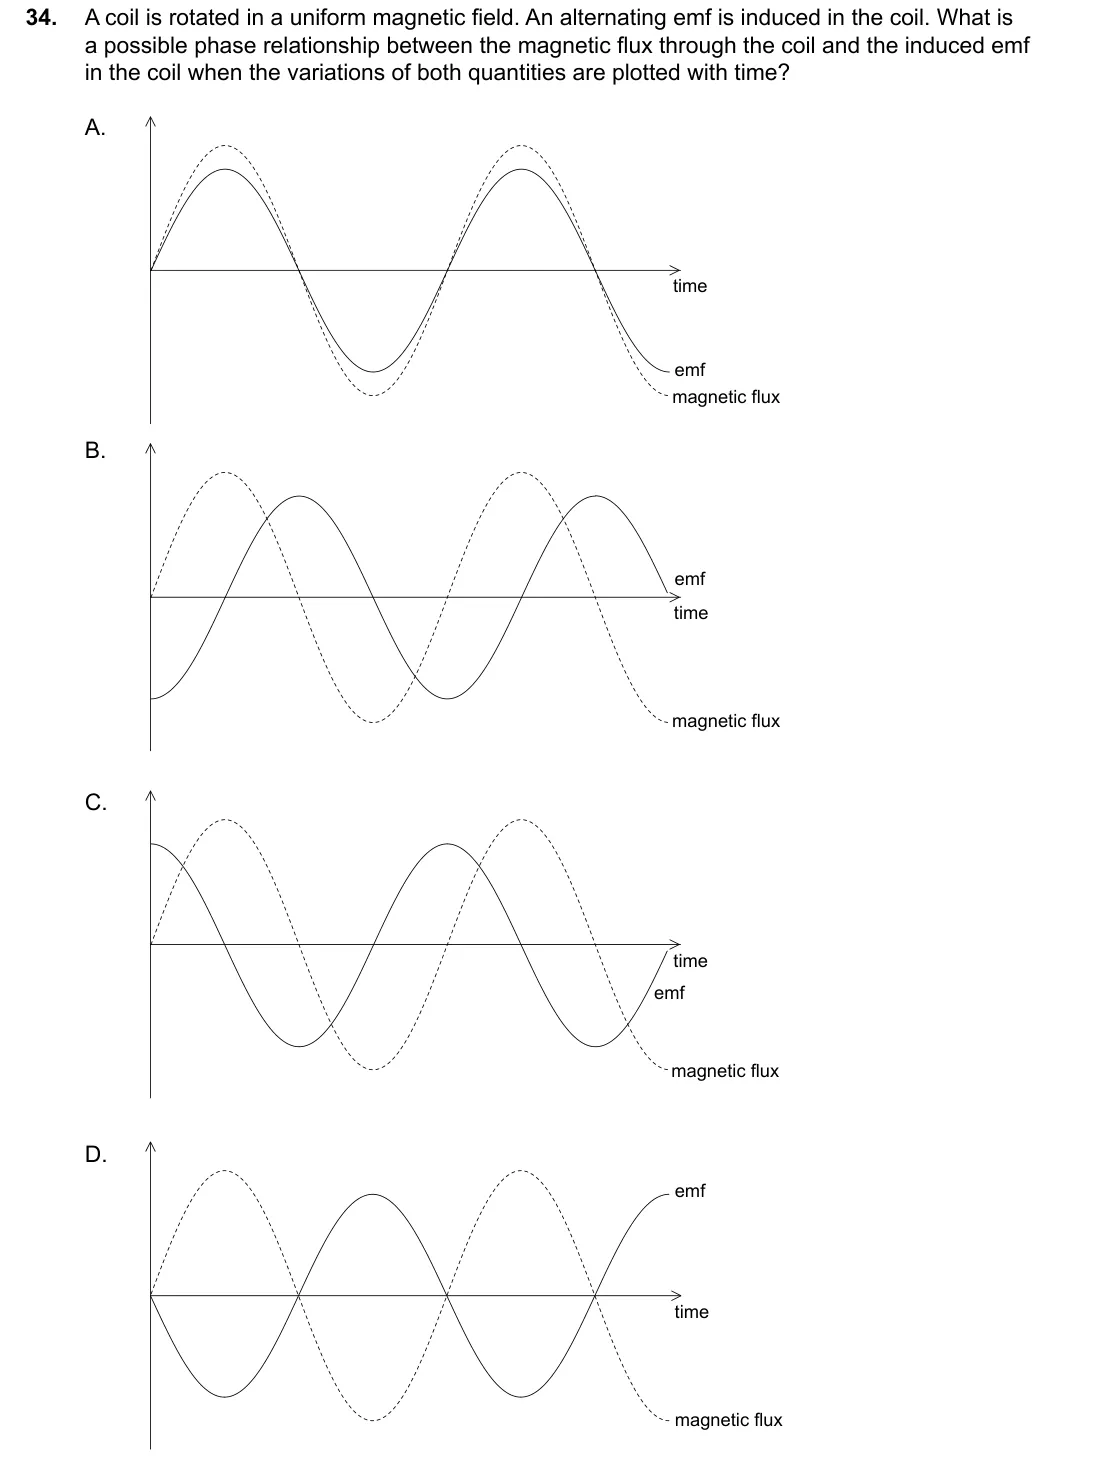 34. A coil is rotated in a uniform magnetic field. An alternating emf is induced in the coil. What is
a possible phase relationship between the magnetic flux through the coil and the induced emf
in the coil when the variations of both quantities are plotted with time?
A.
time
emf
magnetic flux
B.
emf
time
magnetic flux
C.
time
emf
magnetic flux
D.
emf
time
magnetic flux